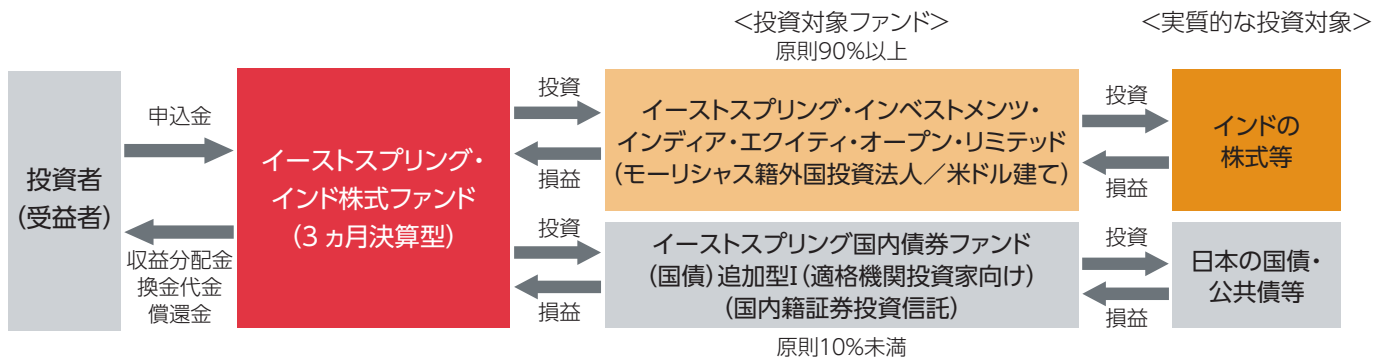 <投資対象ファンド>
原則90%以上
<実質的な投資対象>
投資者
(受益者)
申込金
収益分配金
換金代金
償還金
イーストスプリング・
インド株式ファンド
(3ヵ月決算型)
投資
損益
投資
損益
イーストスプリング・インベストメンツ・
インディア・エクイティ・オープン・リミテッド
(モーリシャス籍外国投資法人/米ドル建て)
イーストスプリング国内債券ファンド
(国債)追加型I(適格機関投資家向け)
(国内籍証券投資信託)
原則10%未満
投資
損益
投資
損益
インドの
株式等
日本の国債・
公共債等